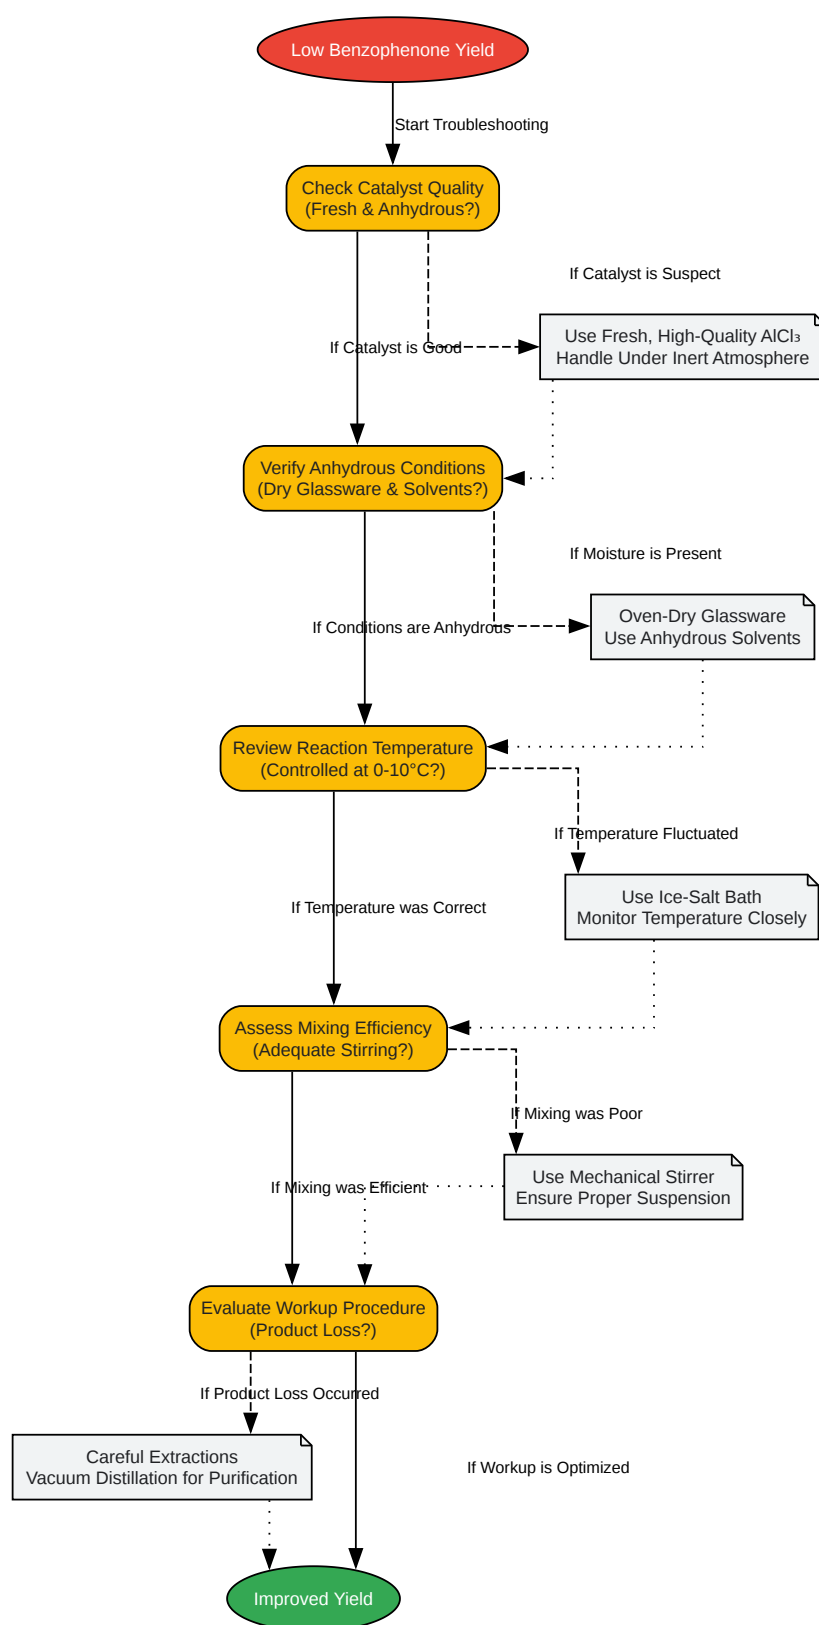 Low Benzophenone Yield
Start Troubleshooting
Check Catalyst Quality
(Fresh & Anhydrous?)
If Catalyst is Suspect
Use Fresh, High-Quality AlCl₃
Handle Under Inert Atmosphere
If Catalyst is Good
Verify Anhydrous Conditions
(Dry Glassware & Solvents?)
If Moisture is Present
Oven-Dry Glassware
Use Anhydrous Solvents
If Conditions are Anhydrous
Review Reaction Temperature
(Controlled at 0-10°C?)
If Temperature Fluctuated
Use Ice-Salt Bath
Monitor Temperature Closely
If Temperature was Correct
Assess Mixing Efficiency
(Adequate Stirring?)
If Mixing was Poor
Use Mechanical Stirrer
Ensure Proper Suspension
If Mixing was Efficient
Evaluate Workup Procedure
(Product Loss?)
If Product Loss Occurred
Careful Extractions
Vacuum Distillation for Purification
If Workup is Optimized
Improved Yield